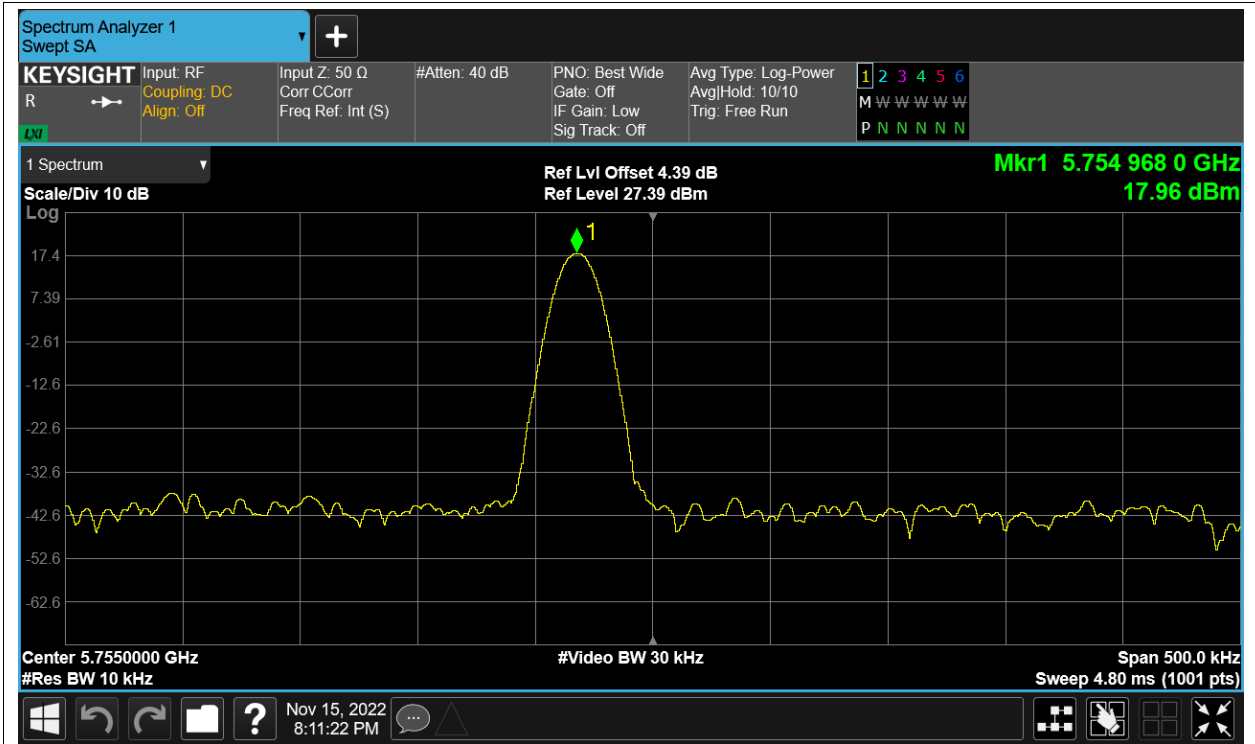 Spectrum Analyzer 1
Swept SA
+
KEYSIGHT
R
LXI
Input: RF
Coupling: DC
Align: Off
Input Z: 50 Ω
Corr CCorr
Freq Ref: Int (S)
#Atten: 40 dB
PNO: Best Wide
Gate: Off
IF Gain: Low
Sig Track: Off
Avg Type: Log-Power
Avg|Hold: 10/10
Trig: Free Run
1 2 3 4 5 6
M W W W W W
P N N N N N
1 Spectrum
Scale/Div 10 dB
Log
Ref Lvl Offset 4.39 dB
Ref Level 27.39 dBm
Mkr1 5.754 968 0 GHz
17.96 dBm
1
17.4
7.39
-2.61
-12.6
-22.6
-32.6
-42.6
-52.6
-62.6
Center 5.7550000 GHz
#Res BW 10 kHz
#Video BW 30 kHz
Span 500.0 kHz
Sweep 4.80 ms (1001 pts)
?
Nov 15, 2022
8:11:22 PM